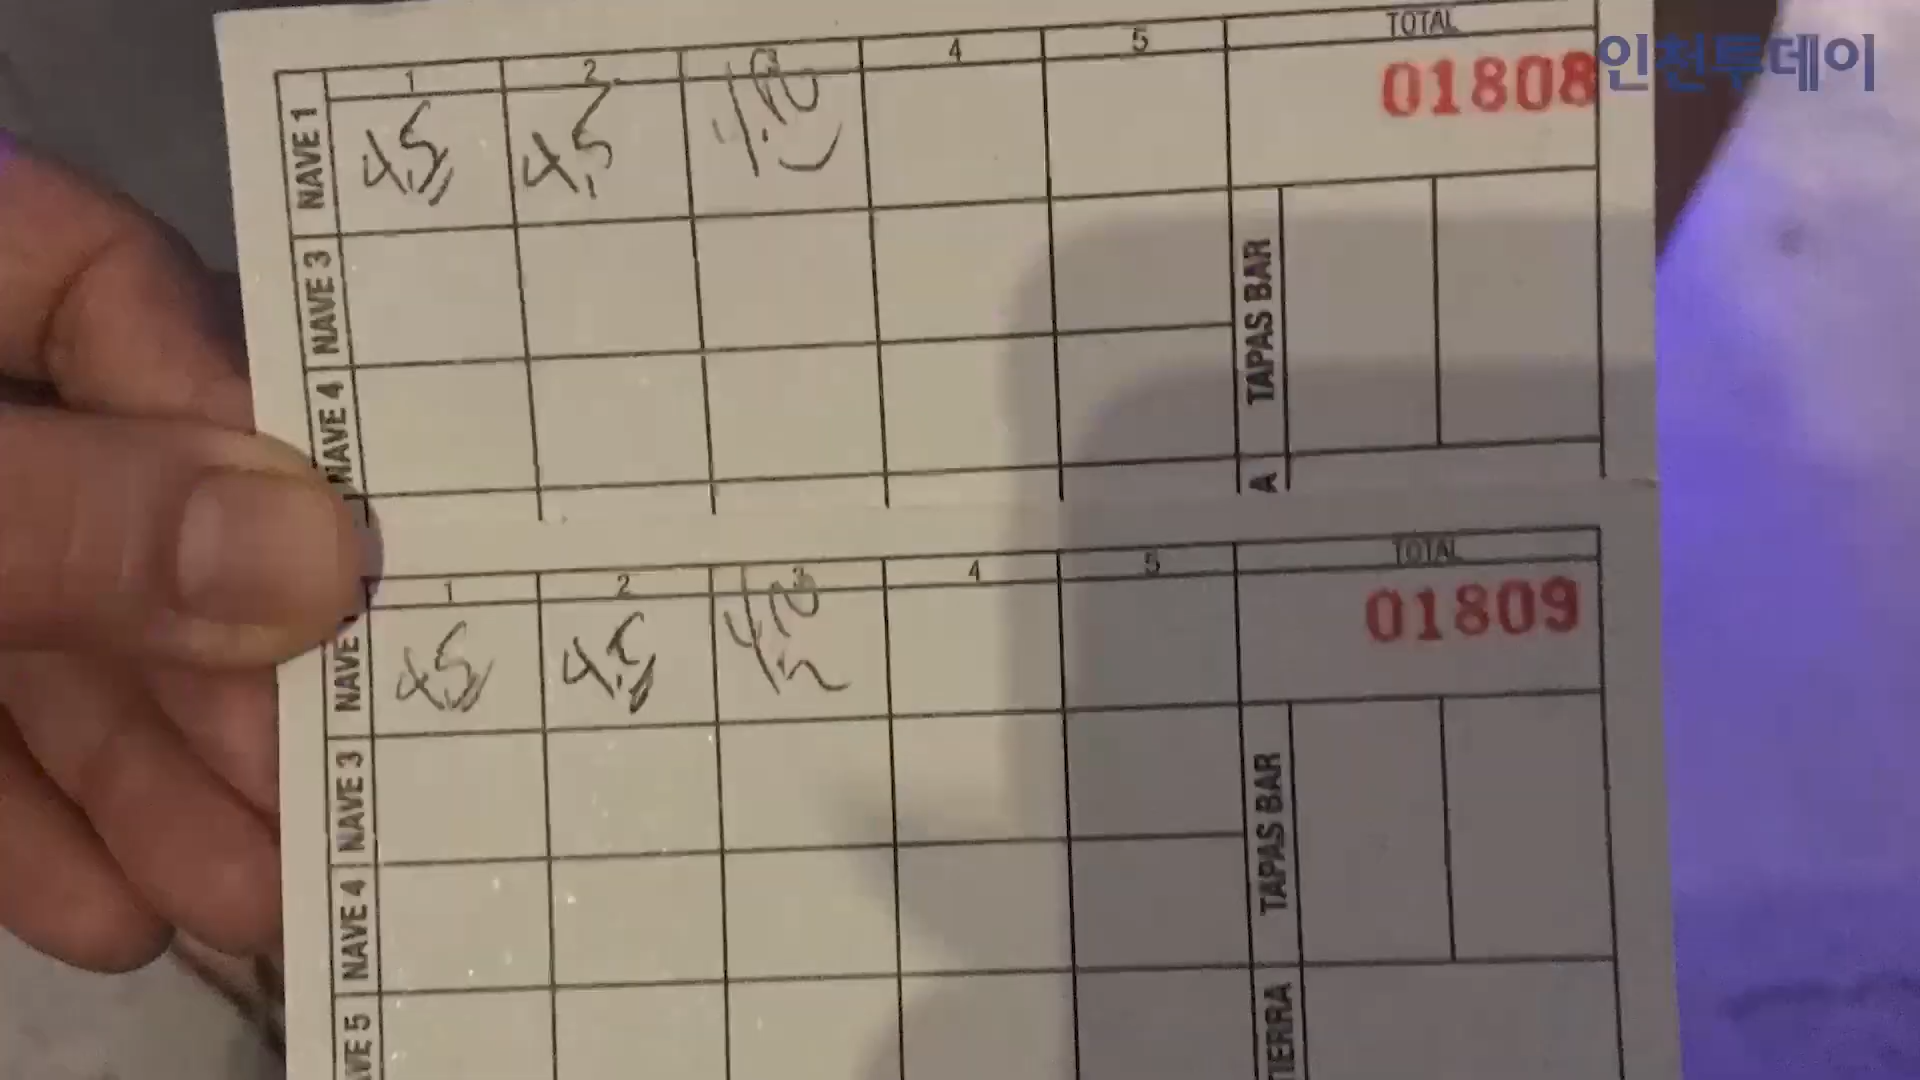 인천투데이
1 2 3 4 5 TOTAL
NAVE 1 4,5 4,5 01808
NAVE 3 TAPAS BAR
NAVE 4
A
1 2 3 4 5 TOTAL
NAVE 4,5 4,5 01809
NAVE 3 TAPAS BAR
NAVE 4
AVE 5 TIERRA